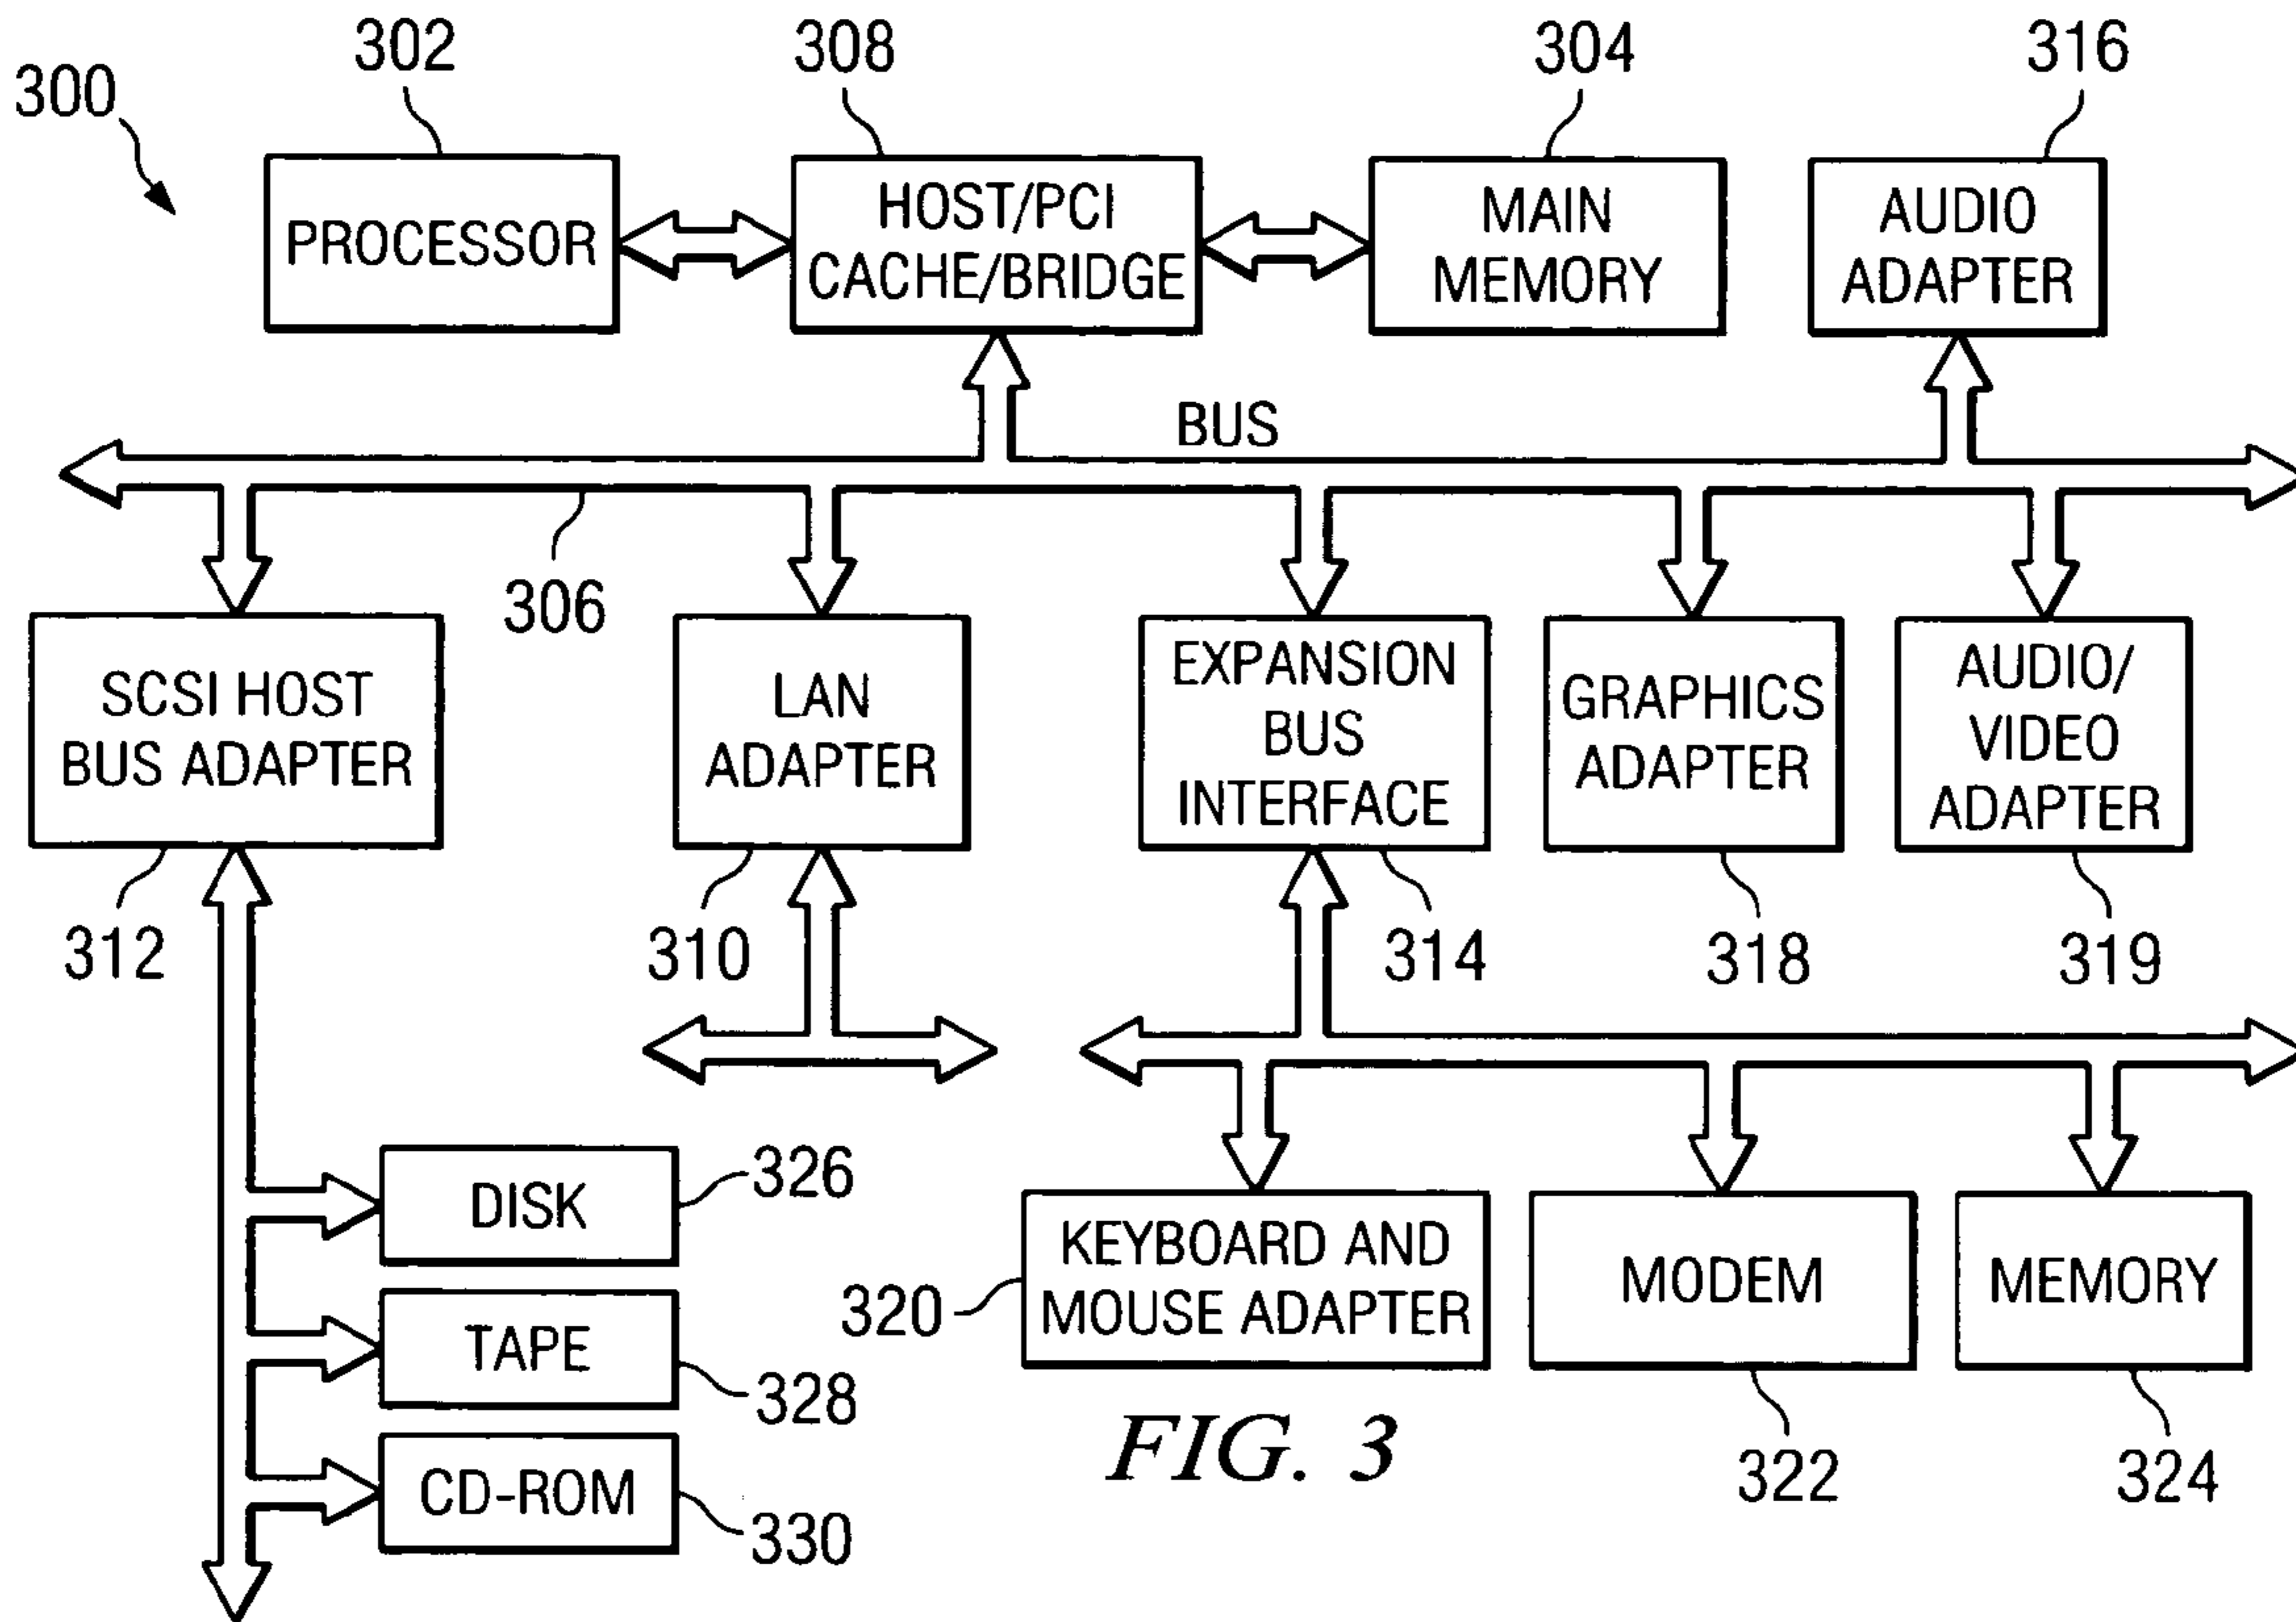 300
302
308
304
316
PROCESSOR
HOST/PCI
CACHE/BRIDGE
MAIN
MEMORY
AUDIO
ADAPTER
BUS
306
SCSI HOST
BUS ADAPTER
LAN
ADAPTER
EXPANSION
BUS
INTERFACE
GRAPHICS
ADAPTER
AUDIO/
VIDEO
ADAPTER
312
310
314
318
319
DISK
326
TAPE
328
CD-ROM
330
320
KEYBOARD AND
MOUSE ADAPTER
MODEM
MEMORY
322
324
FIG. 3